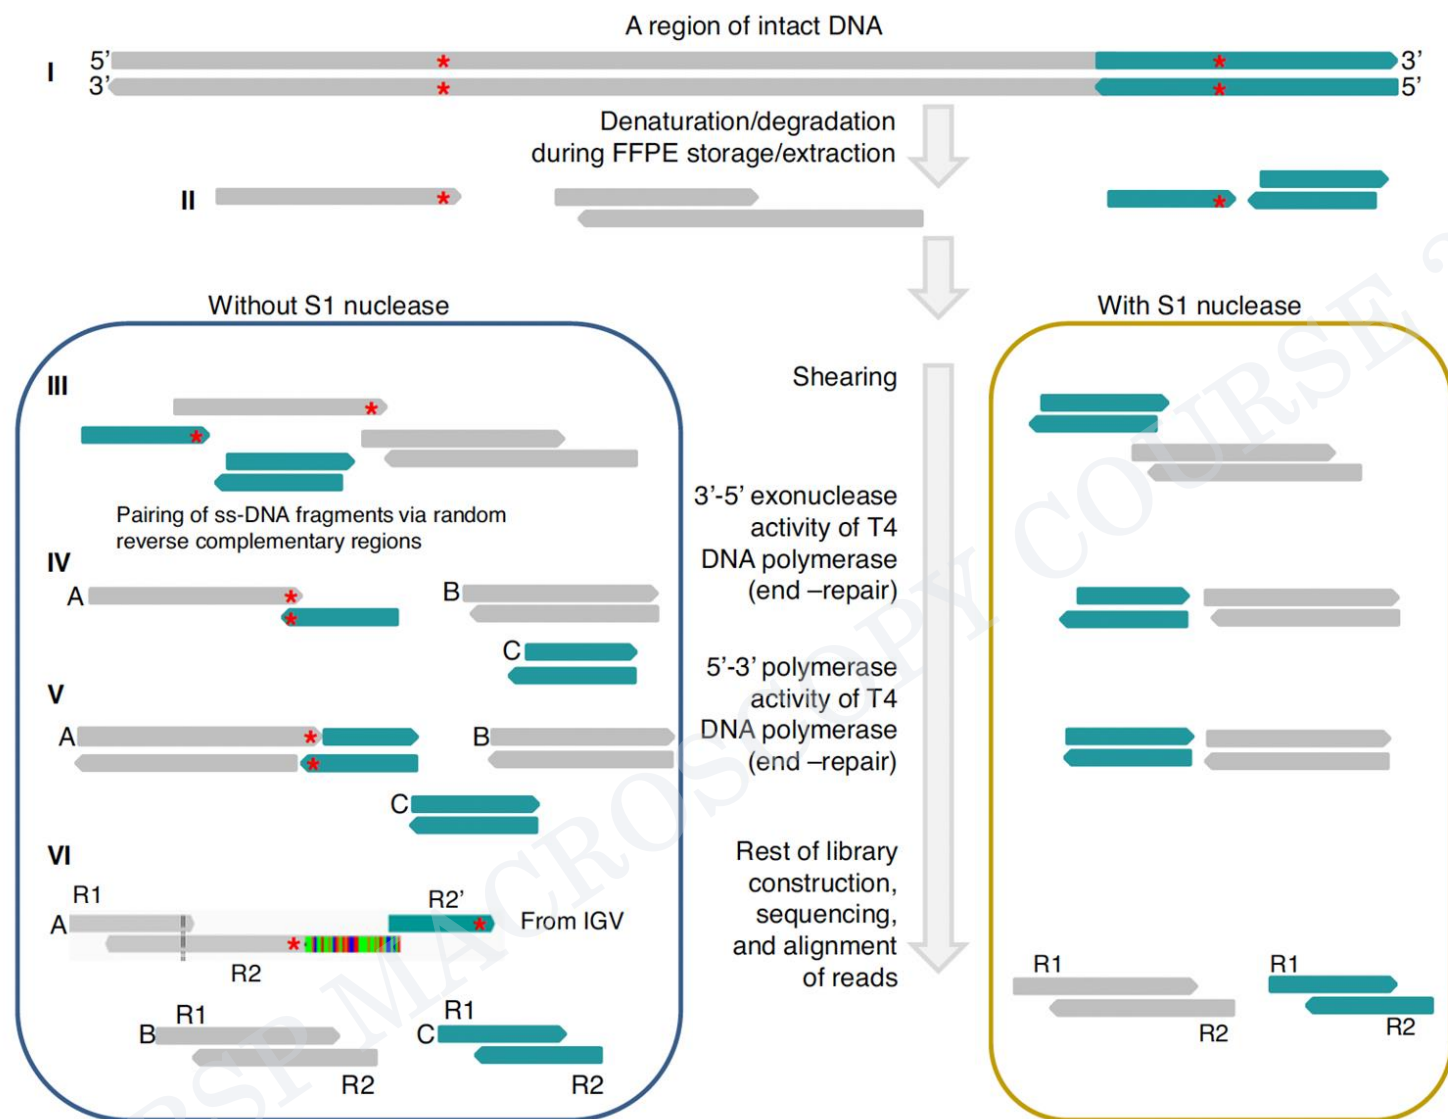 A region of intact DNA
I
5’
3’
3’
5’
Denaturation/degradation
during FFPE storage/extraction
II
Without S1 nuclease
With S1 nuclease
III
Shearing
Pairing of ss-DNA fragments via random
reverse complementary regions
3’-5’ exonuclease
activity of T4
DNA polymerase
(end –repair)
IV
A
B
C
5’-3’ polymerase
activity of T4
DNA polymerase
(end –repair)
V
A
B
C
VI
Rest of library
construction,
sequencing,
and alignment
of reads
R1
R2’
A
From IGV
R2
R1
B
R2
R1
C
R2
R1
R2
R1
R2
RSP MACROSCOPY COURSE 2